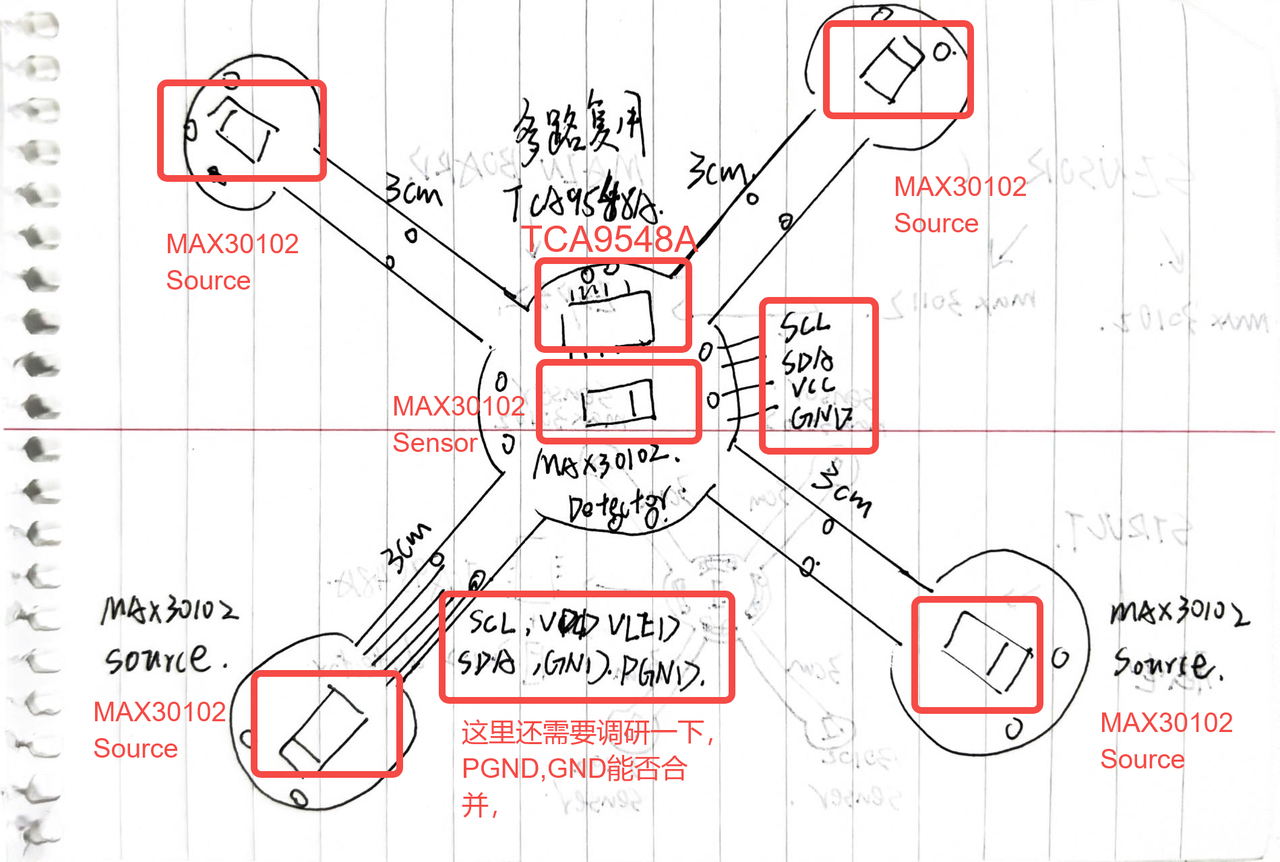 多路复用
TCA9548A.
TCA9548A
3cm
3cm
MAX30102
Source
MAX30102
Source
SCL
SDA
VCC
GND.
MAX30102
Sensor
MAX30102.
Detector.
3cm
3cm
SCL, VDD VLED
SDA, GND. PGND.
MAX30102
source.
MAX30102
Source
这里还需要调研一下,
PGND,GND能否合
并,
MAX30102
Source.
MAX30102
Source